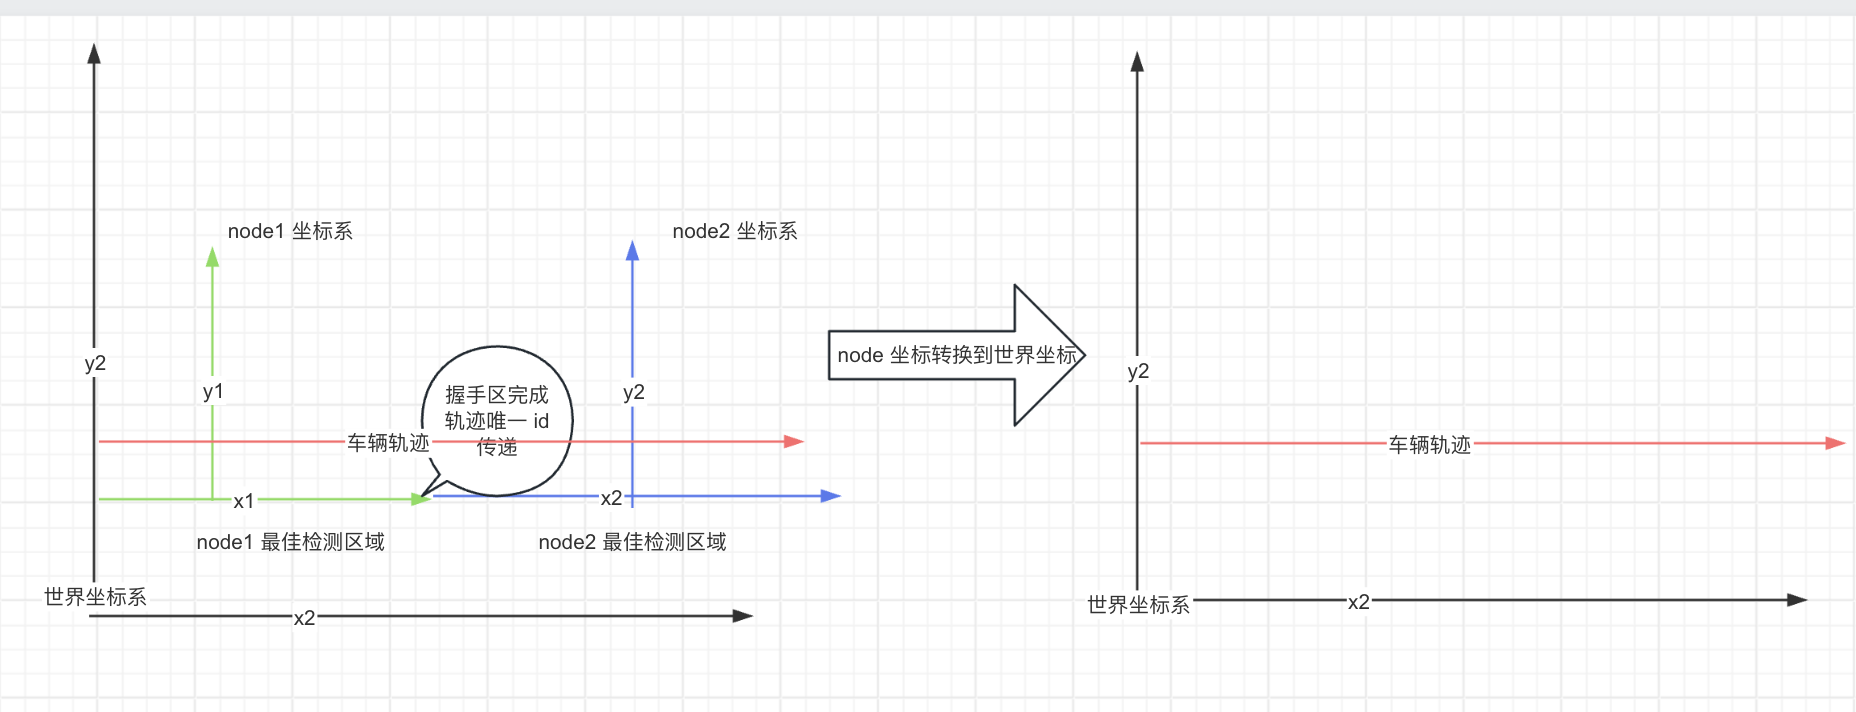 node1 坐标系
node2 坐标系
y2
y1
握手区完成
轨迹唯一 id
传递
y2
node 坐标转换到世界坐标
y2
车辆轨迹
车辆轨迹
x1
x2
node1 最佳检测区域
node2 最佳检测区域
世界坐标系
x2
世界坐标系
x2